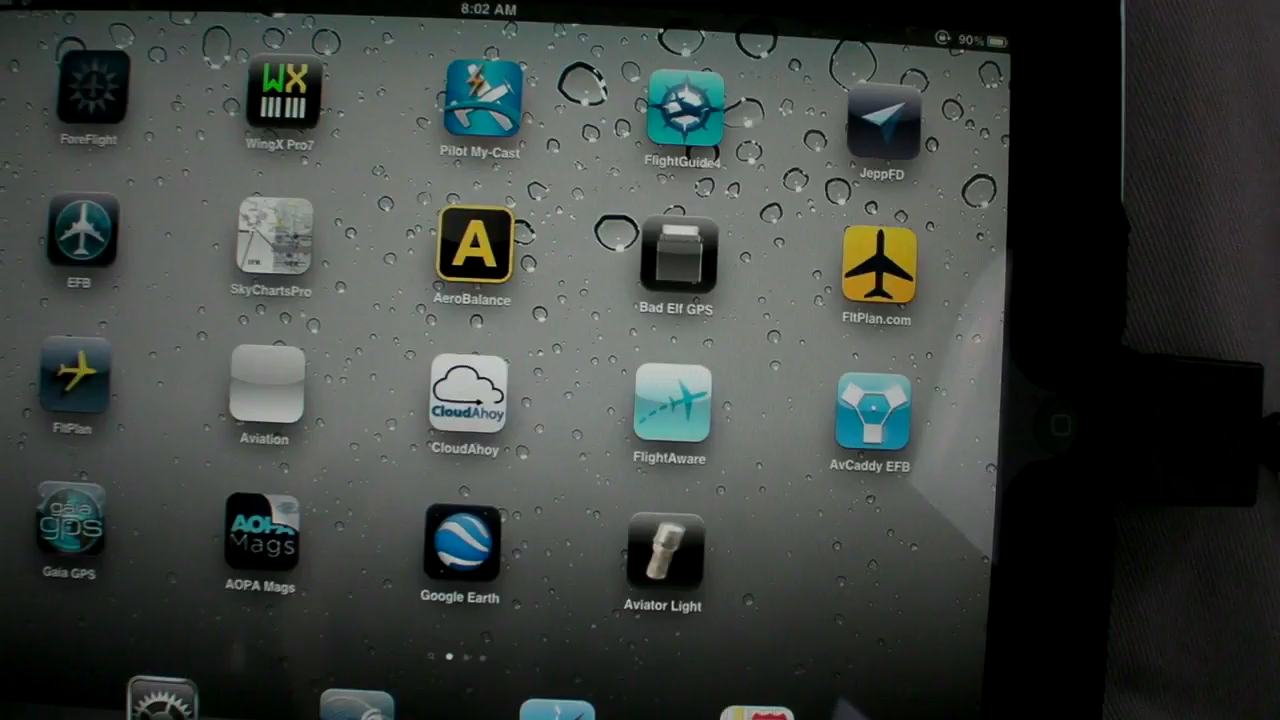 8:02 AM
90%
ForeFlight
WX
WingX Pro7
Pilot My-Cast
FlightGuide4
JeppFD
EFB
SkyChartsPro
A
AeroBalance
Bad Elf GPS
FltPlan.com
FltPlan
Aviation
CloudAhoy
CloudAhoy
FlightAware
AvCaddy EFB
gaia
gps
Gaia GPS
AOPA
Mags
AOPA Mags
Google Earth
Aviator Light